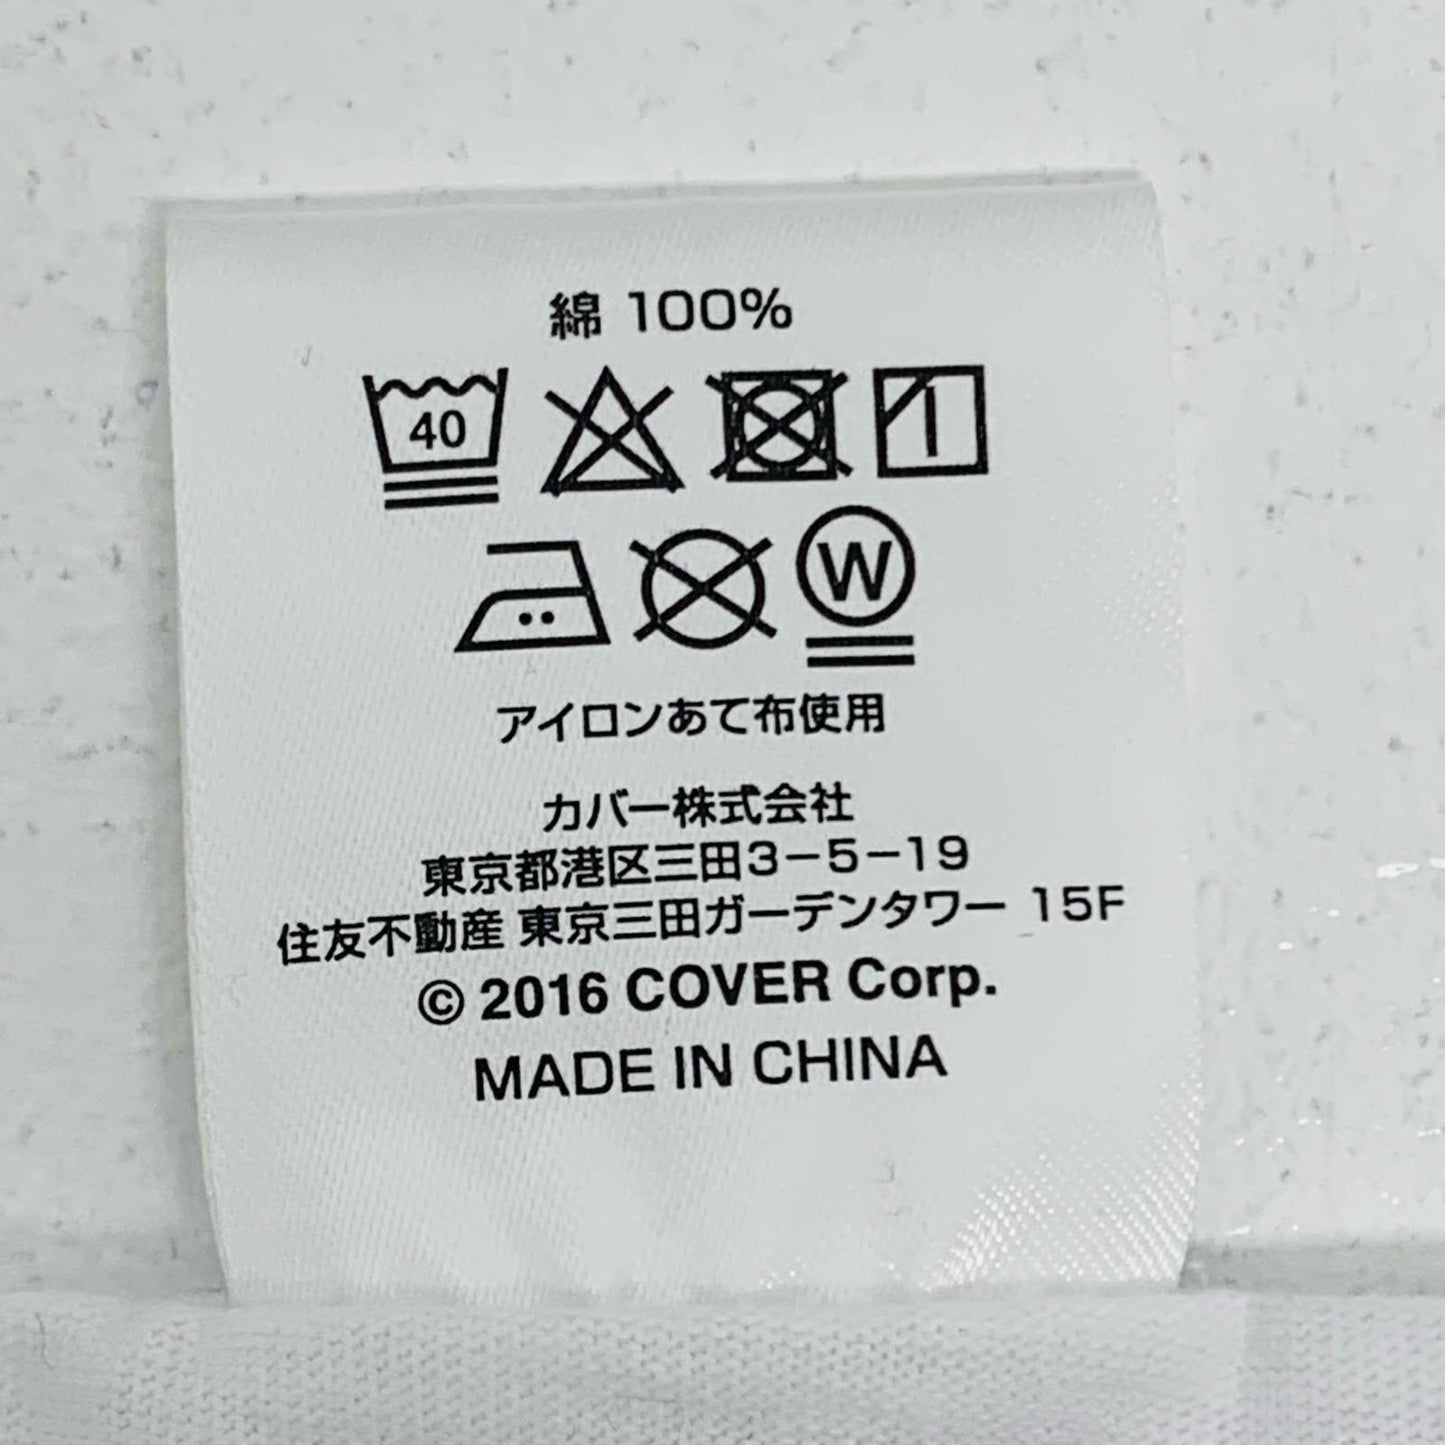 綿 100%
40
W
アイロンあて布使用
カバー株式会社
東京都港区三田3－5－19
住友不動産 東京三田ガーデンタワー 15F
© 2016 COVER Corp.
MADE IN CHINA